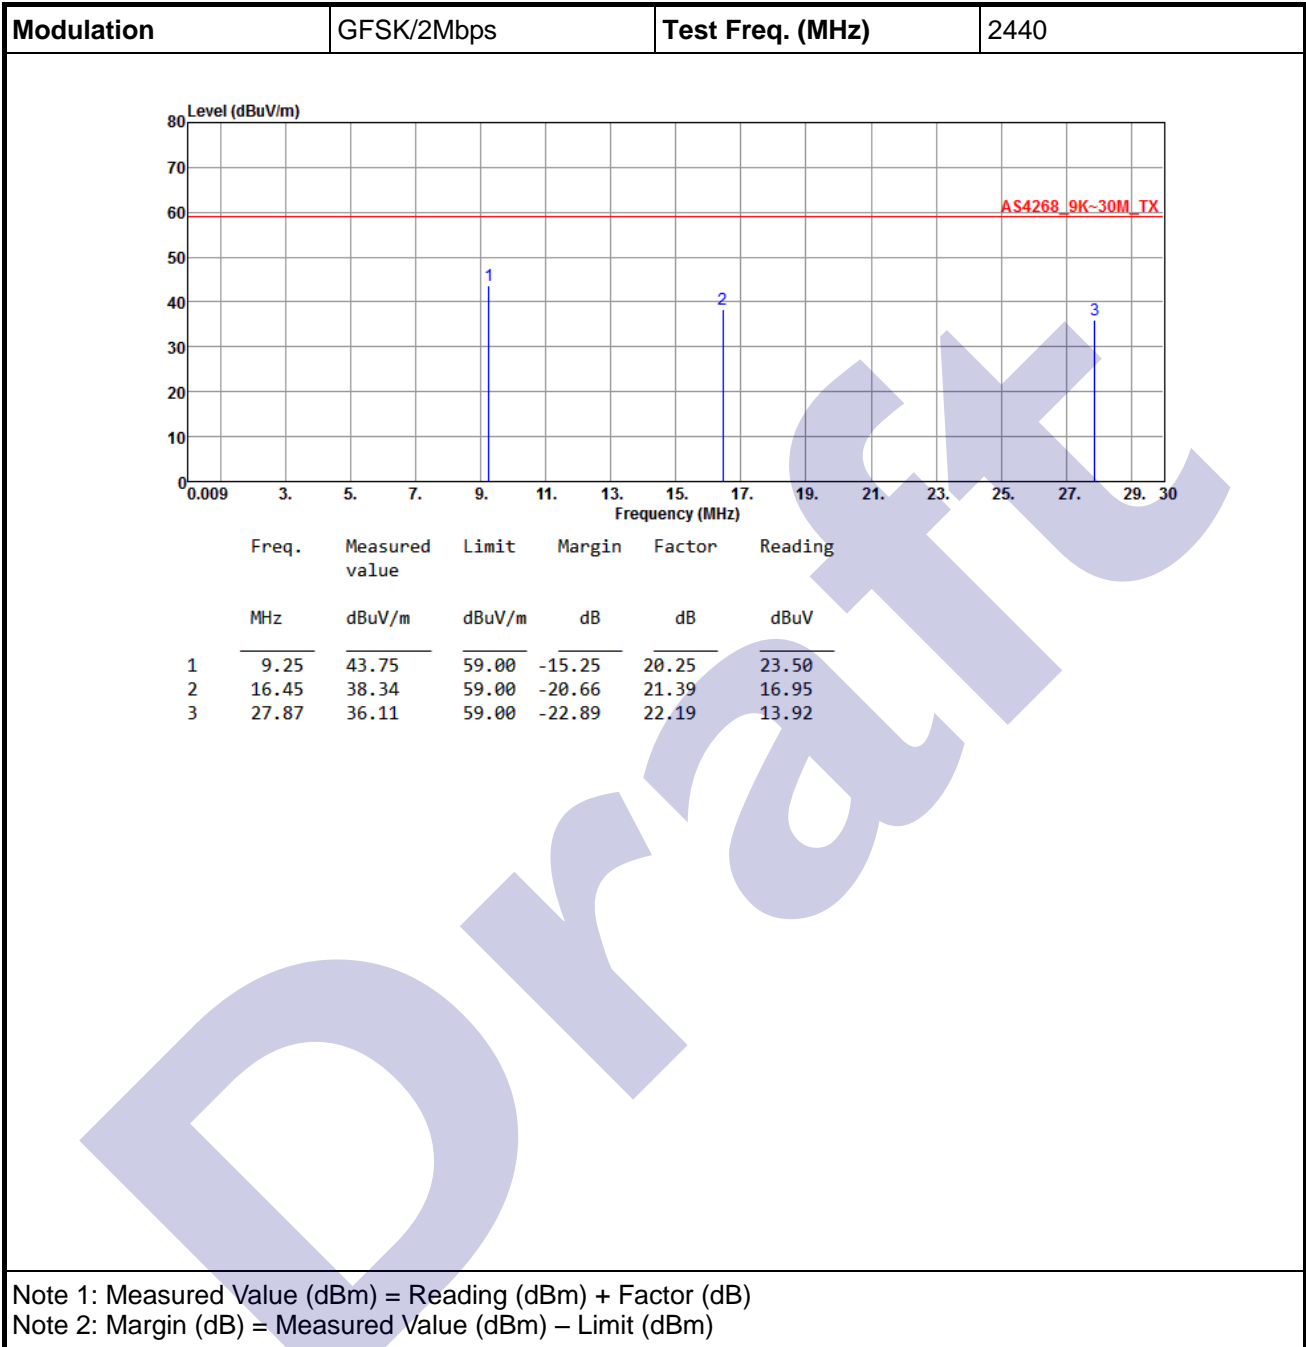 Modulation GFSK/2Mbps Test Freq. (MHz) 2440
Level (dBuV/m)
80
70
60
50
40
30
20
10
0
AS4268_9K~30M_TX
1
2
3
0.009 3. 5. 7. 9. 11. 13. 15. 17. 19. 21. 23. 25. 27. 29. 30
Frequency (MHz)
Freq. Measured Limit Margin Factor Reading
value
MHz dBuV/m dBuV/m dB dB dBuV
1 9.25 43.75 59.00 -15.25 20.25 23.50
2 16.45 38.34 59.00 -20.66 21.39 16.95
3 27.87 36.11 59.00 -22.89 22.19 13.92
Draft
Note 1: Measured Value (dBm) = Reading (dBm) + Factor (dB)
Note 2: Margin (dB) = Measured Value (dBm) – Limit (dBm)